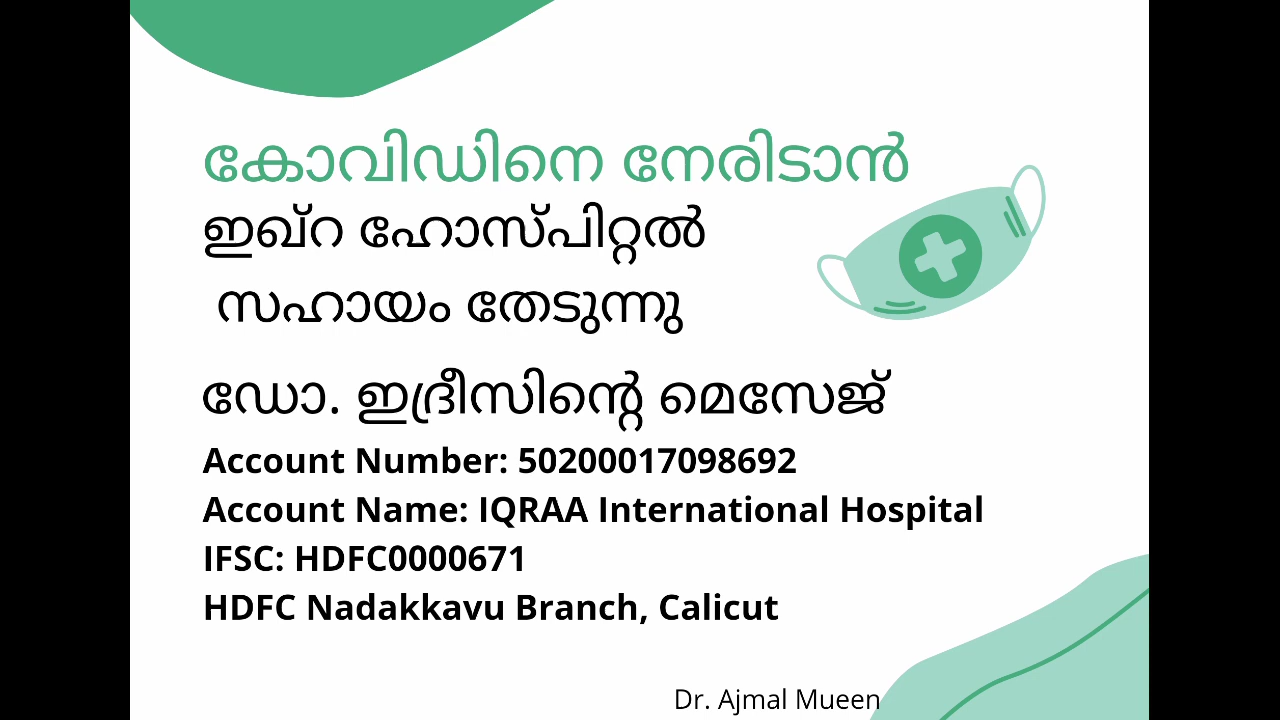 കോവിഡിനെ നേരിടാൻ
ഇഖ്റ ഹോസ്പിറ്റൽ
സഹായം തേടുന്നു
ഡോ. ഇദ്രീസിന്റെ മെസേജ്
Account Number: 50200017098692
Account Name: IQRAA International Hospital
IFSC: HDFC0000671
HDFC Nadakkavu Branch, Calicut
Dr. Ajmal Mueen